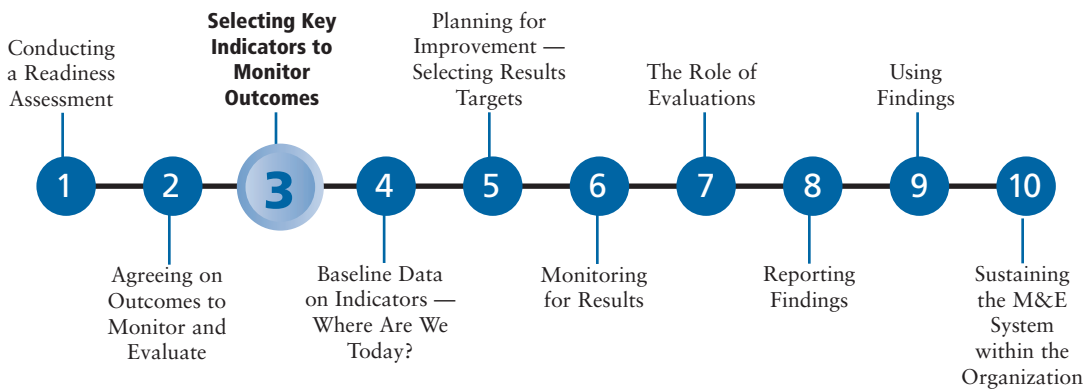 Conducting
a Readiness
Assessment
1
Agreeing on
Outcomes to
Monitor and
Evaluate
2
Selecting Key
Indicators to
Monitor
Outcomes
3
Baseline Data
on Indicators —
Where Are We
Today?
4
Planning for
Improvement —
Selecting Results
Targets
5
Monitoring
for Results
6
The Role of
Evaluations
7
Reporting
Findings
8
Using
Findings
9
Sustaining
the M&E
System
within the
Organization
10